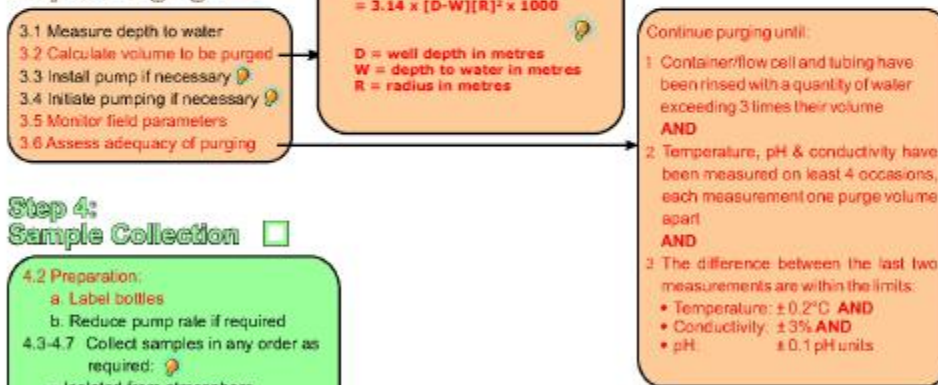 = 3.14 x [D-W][R]² x 1000
D = well depth in metres
W = depth to water in metres
R = radius in metres
3.1 Measure depth to water
3.2 Calculate volume to be purged
3.3 Install pump if necessary
3.4 Initiate pumping if necessary
3.5 Monitor field parameters
3.6 Assess adequacy of purging
Continue purging until:
1 Container/flow cell and tubing have
been rinsed with a quantity of water
exceeding 3 times their volume
AND
2 Temperature, pH & conductivity have
been measured on least 4 occasions,
each measurement one purge volume
apart
AND
3 The difference between the last two
measurements are within the limits:
• Temperature: ± 0.2°C AND
• Conductivity: ± 3% AND
• pH: ± 0.1 pH units
Step 4:
Sample Collection
4.2 Preparation:
a. Label bottles
b. Reduce pump rate if required
4.3-4.7 Collect samples in any order as
required: